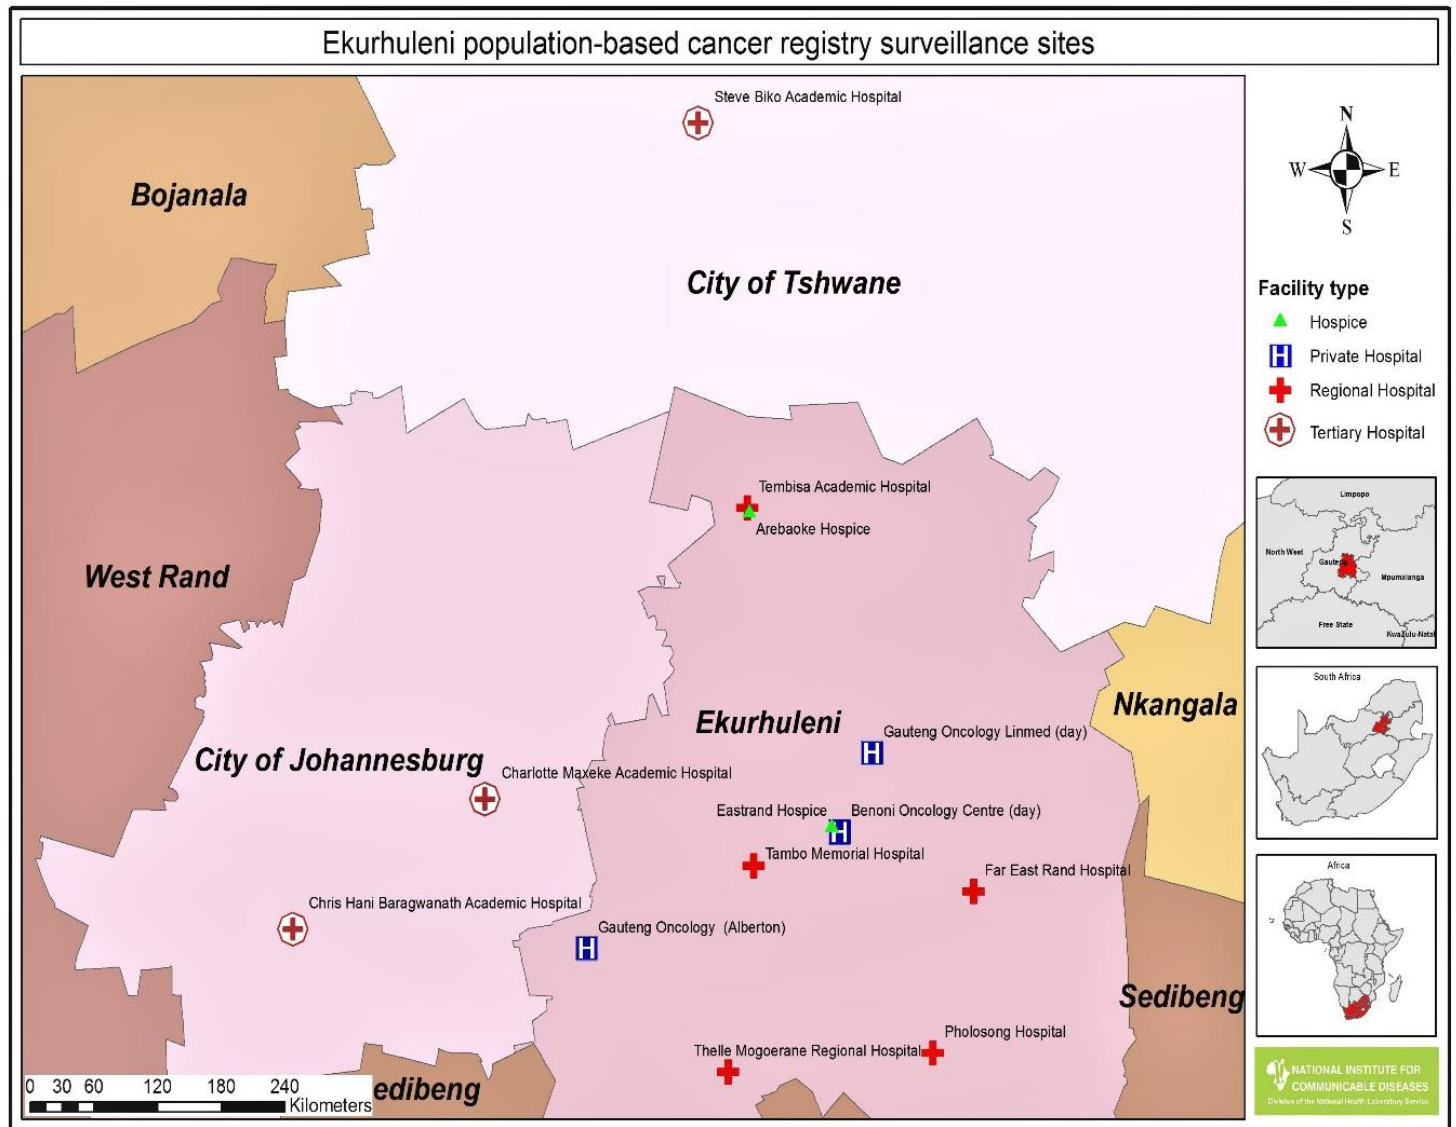 Ekurhuleni population-based cancer registry surveillance sites
Steve Biko Academic Hospital
Bojanala
City of Tshwane
Tembisa Academic Hospital
Arebaoke Hospice
West Rand
Nkangala
Ekurhuleni
Gauteng Oncology Linmed (day)
City of Johannesburg
Charlotte Maxeke Academic Hospital
Eastrand Hospice
Benoni Oncology Centre (day)
Tambo Memorial Hospital
Far East Rand Hospital
Chris Hani Baragwanath Academic Hospital
Gauteng Oncology (Alberton)
Sedibeng
Pholosong Hospital
Thelle Mogoerane Regional Hospital
edibeng
0 30 60 120 180 240
Kilometers
N
W E
S
Facility type
Hospice
Private Hospital
Regional Hospital
Tertiary Hospital
Limpopo
North West
Gauteng
Mpumalanga
Free State
KwaZulu-Natal
South Africa
Africa
NATIONAL INSTITUTE FOR
COMMUNICABLE DISEASES
Division of the National Health Laboratory Service